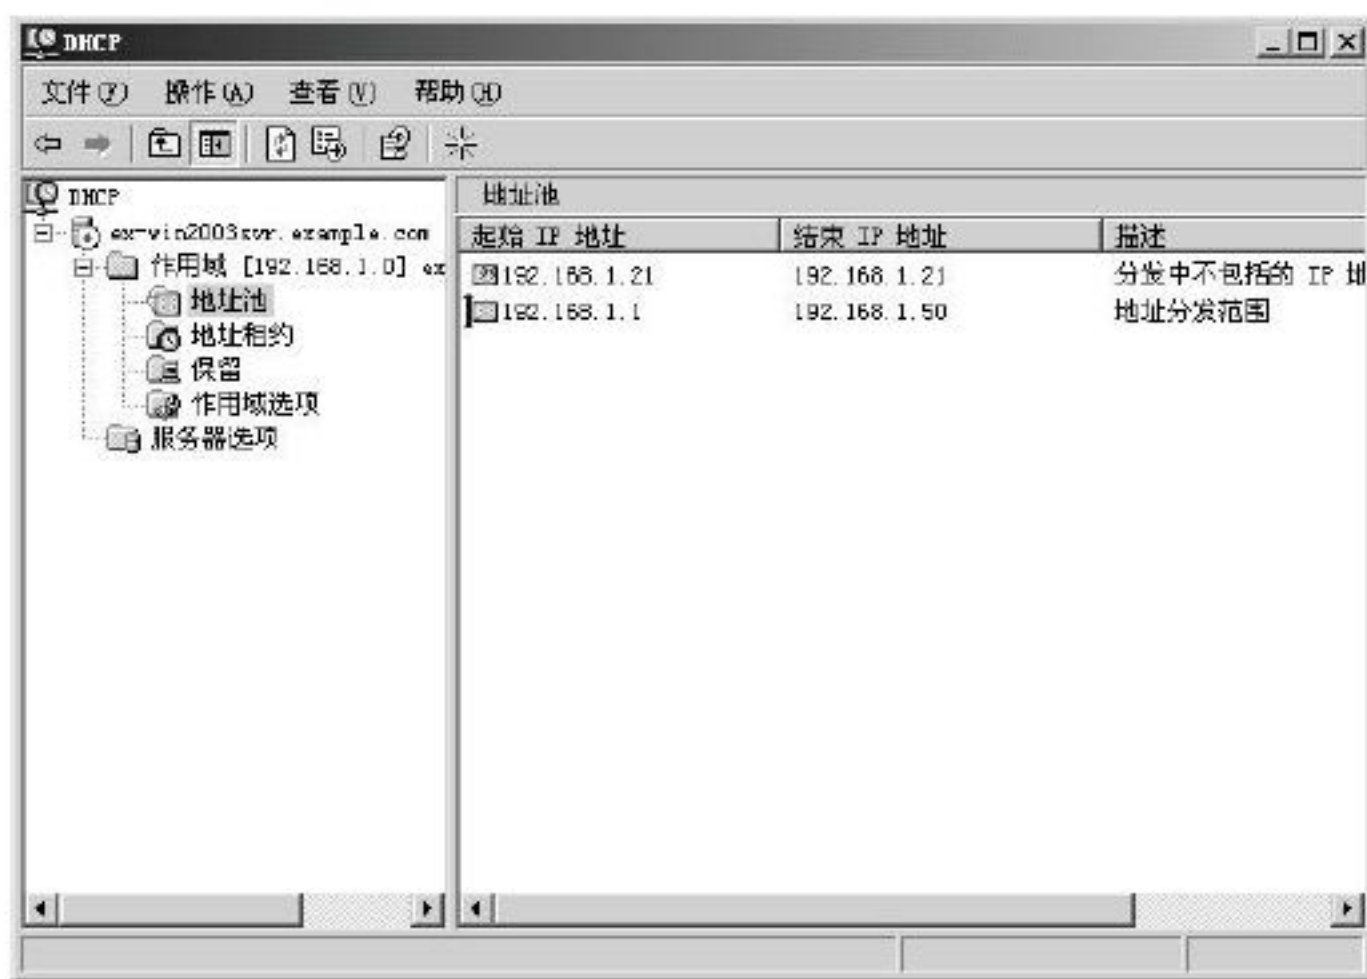 DHCP
文件(F) 操作(A) 查看(V) 帮助(H)
DHCP
ex-win2003svr.example.com
作用域 [192.168.1.0] ex
地址池
地址租约
保留
作用域选项
服务器选项
地址池
起始 IP 地址 结束 IP 地址 描述
192.168.1.21 192.168.1.21 分发中不包括的 IP 地
192.168.1.1 192.168.1.50 地址分发范围